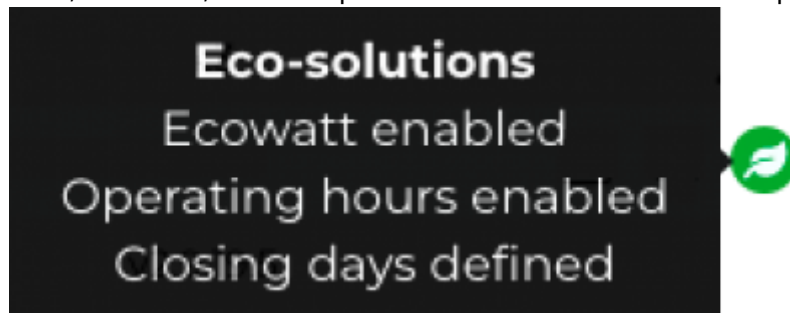 Eco-solutions
Ecowatt enabled
Operating hours enabled
Closing days defined